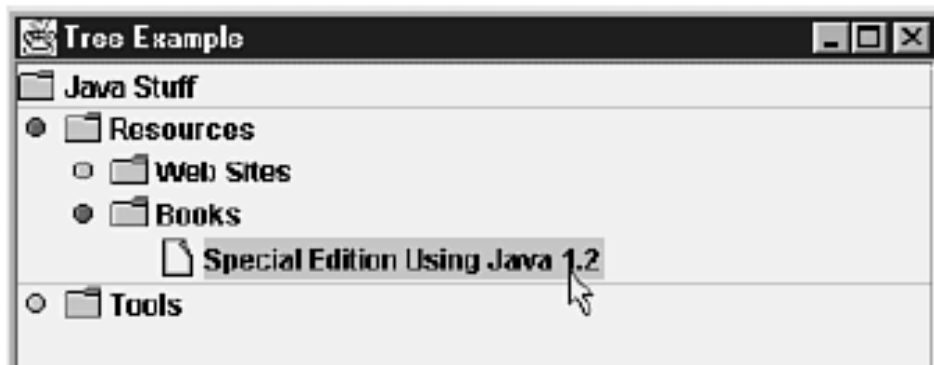 Tree Example
Java Stuff
Resources
Web Sites
Books
Special Edition Using Java 1.2
Tools